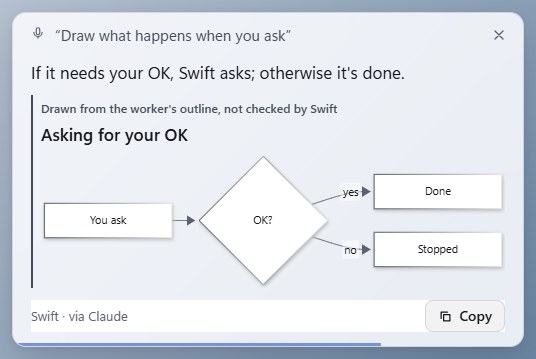 “Draw what happens when you ask”
If it needs your OK, Swift asks; otherwise it's done.
Drawn from the worker's outline, not checked by Swift
Asking for your OK
You ask
OK?
yes
Done
no
Stopped
Swift · via Claude
Copy